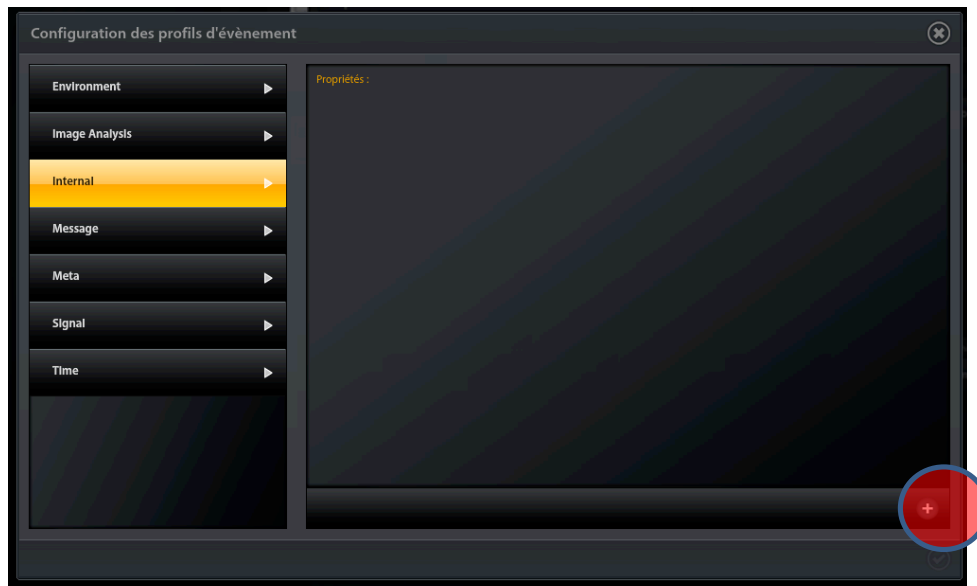 Configuration des profils d'évènement
Environment
Image Analysis
Internal
Message
Meta
Signal
Time
Propriétés :